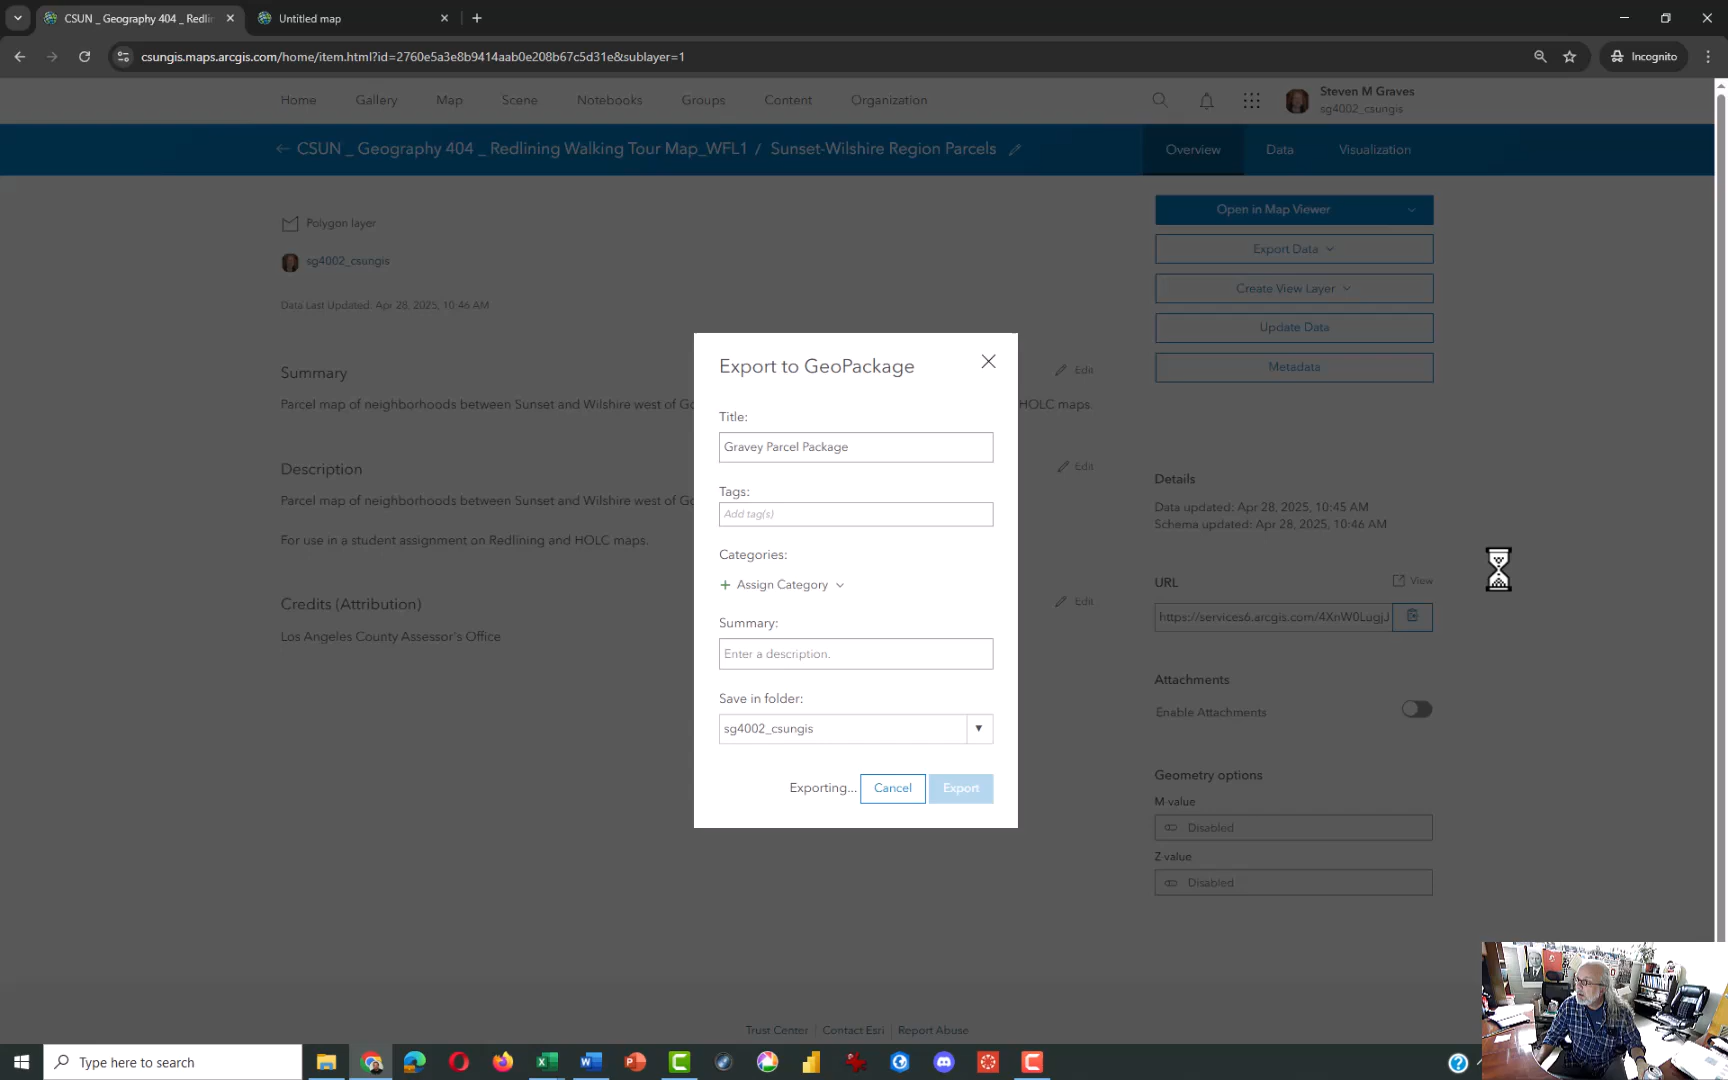 CSUN _ Geography 404 _ Redlin
Untitled map
csungis.maps.arcgis.com/home/item.html?id=2760e5a3e8b9414aab0e208b67c5d31e&sublayer=1
Incognito
Home
Gallery
Map
Scene
Notebooks
Groups
Content
Organization
Steven M Graves
sg4002_csungis
CSUN _ Geography 404 _ Redlining Walking Tour Map_WFL1 / Sunset-Wilshire Region Parcels
Overview
Data
Visualization
Polygon layer
sg4002_csungis
Data Last Updated: Apr 28, 2025, 10:46 AM
Summary
Edit
Parcel map of neighborhoods between Sunset and Wilshire west of Go
HOLC maps.
Description
Edit
Parcel map of neighborhoods between Sunset and Wilshire west of Go
For use in a student assignment on Redlining and HOLC maps.
Credits (Attribution)
Edit
Los Angeles County Assessor's Office
Export to GeoPackage
Title:
Gravey Parcel Package
Tags:
Add tag(s)
Categories:
+ Assign Category
Summary:
Enter a description.
Save in folder:
sg4002_csungis
Exporting...
Cancel
Export
Open in Map Viewer
Export Data
Create View Layer
Update Data
Metadata
Details
Data updated: Apr 28, 2025, 10:45 AM
Schema updated: Apr 28, 2025, 10:46 AM
URL
View
https://services6.arcgis.com/4XnW0LugjJ
Attachments
Enable Attachments
Geometry options
M value
Disabled
Z value
Disabled
Trust Center
Contact Esri
Report Abuse
Type here to search